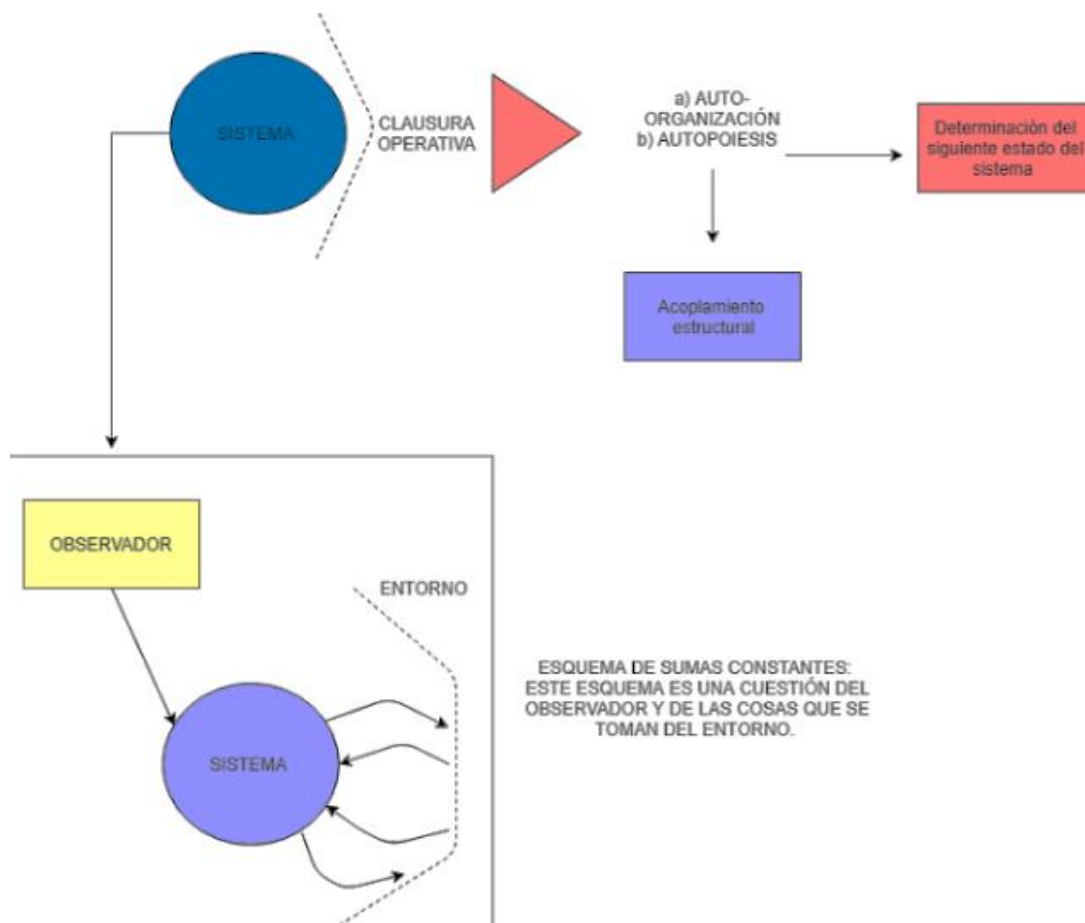 SISTEMA
CLAUSURA
OPERATIVA
a) AUTO-
ORGANIZACIÓN
b) AUTOPOIESIS
Determinación del
siguiente estado del
sistema
Acoplamiento
estructural
OBSERVADOR
ENTORNO
SISTEMA
ESQUEMA DE SUMAS CONSTANTES:
ESTE ESQUEMA ES UNA CUESTIÓN DEL
OBSERVADOR Y DE LAS COSAS QUE SE
TOMAN DEL ENTORNO.